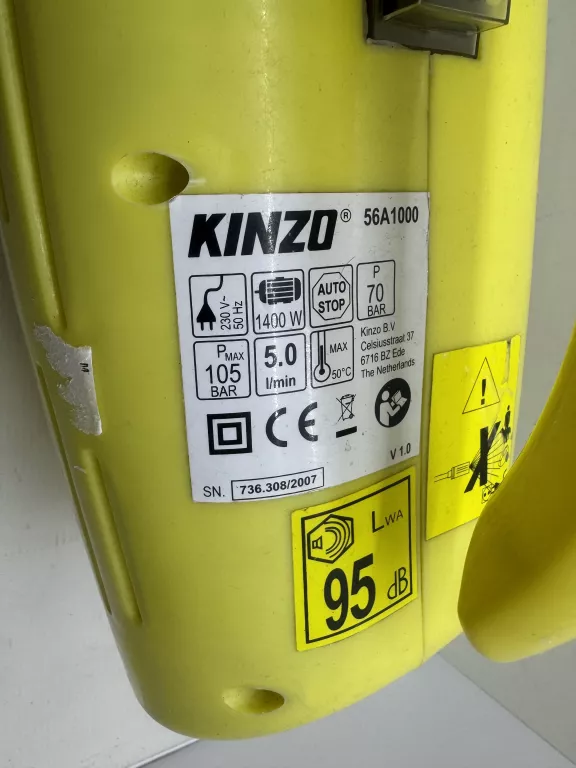 KINZO® 56A1000
230 V~
50 Hz
1400 W
AUTO
STOP
P
70
BAR
P MAX
105
BAR
5.0
l/min
MAX
50°C
Kinzo B.V
Celsiusstraat 37
6716 BZ Ede
The Netherlands
CE
V 1.0
SN. 736.308/2007
LWA
95 dB